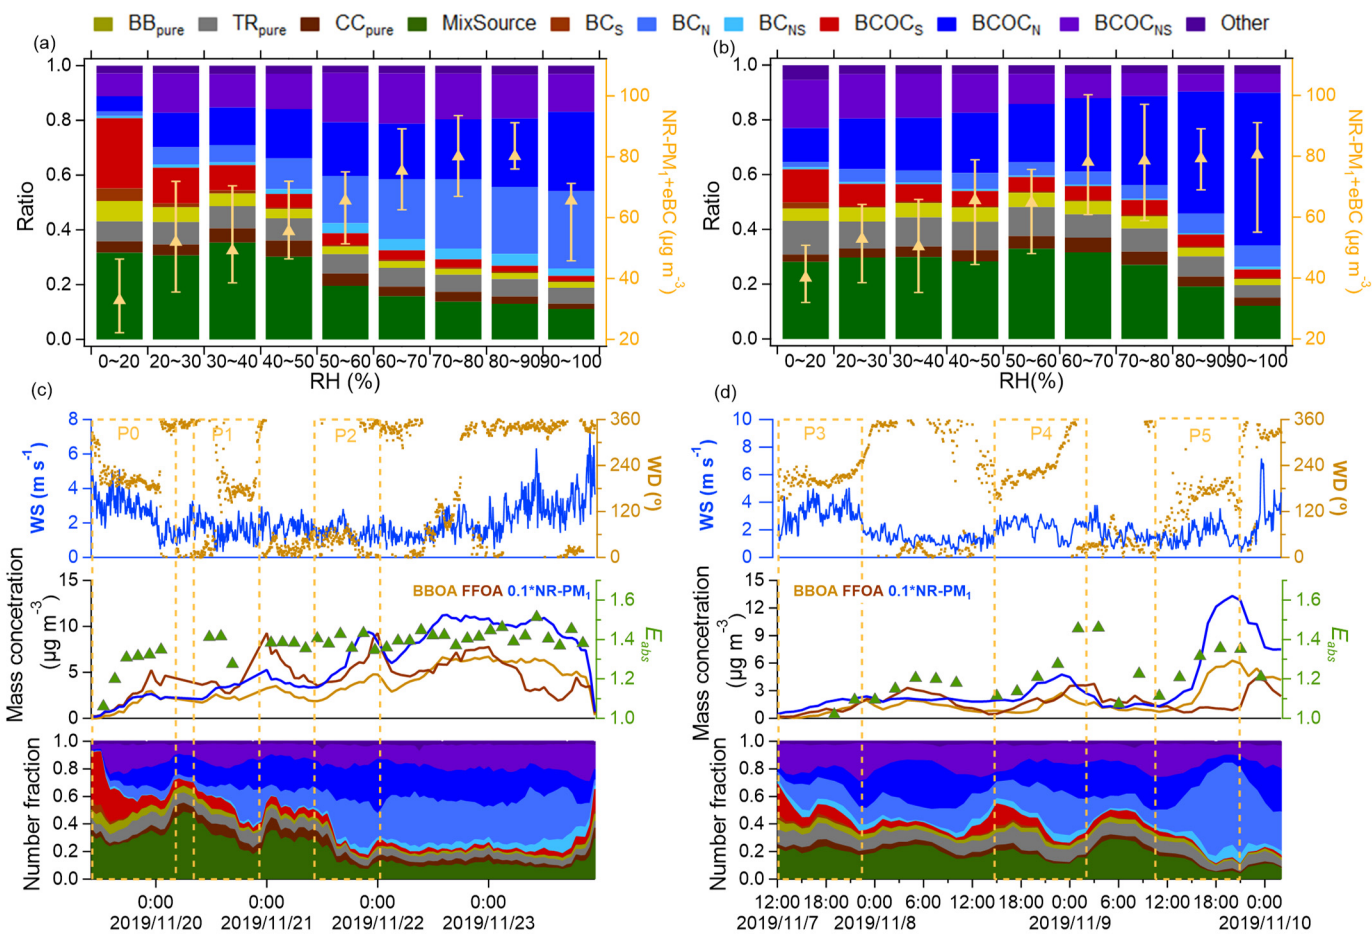 BBpure TRpure CCpure MixSource BCS BCN BCNS BCOCS BCOCN BCOCNS Other
(a)
1.0
0.8
0.6
0.4
0.2
0.0
Ratio
100
80
60
40
20
NR-PM1+eBC (μg m-3)
0~20 20~30 30~40 40~50 50~60 60~70 70~80 80~90 90~100
RH (%)
(b)
1.0
0.8
0.6
0.4
0.2
0.0
Ratio
100
80
60
40
20
NR-PM1+eBC (μg m-3)
0~20 20~30 30~40 40~50 50~60 60~70 70~80 80~90 90~100
RH(%)
(c)
8
6
4
2
0
WS (m s-1)
P0 P1 P2
360
240
120
0
WD (º)
15
10
5
0
Mass concetration
(μg m-3)
BBOA FFOA 0.1*NR-PM1
1.6
1.4
1.2
1.0
Eabs
1.0
0.8
0.6
0.4
0.2
0.0
Number fraction
0:00 0:00 0:00 0:00
2019/11/20 2019/11/21 2019/11/22 2019/11/23
(d)
10
8
6
4
2
0
WS (m s-1)
P3 P4 P5
360
240
120
0
WD (º)
15
12
9
6
3
0
Mass concetration
(μg m-3)
BBOA FFOA 0.1*NR-PM1
1.6
1.4
1.2
1.0
Eabs
1.0
0.8
0.6
0.4
0.2
0.0
Number fraction
12:00 18:00 0:00 6:00 12:00 18:00 0:00 6:00 12:00 18:00 0:00
2019/11/7 2019/11/8 2019/11/9 2019/11/10